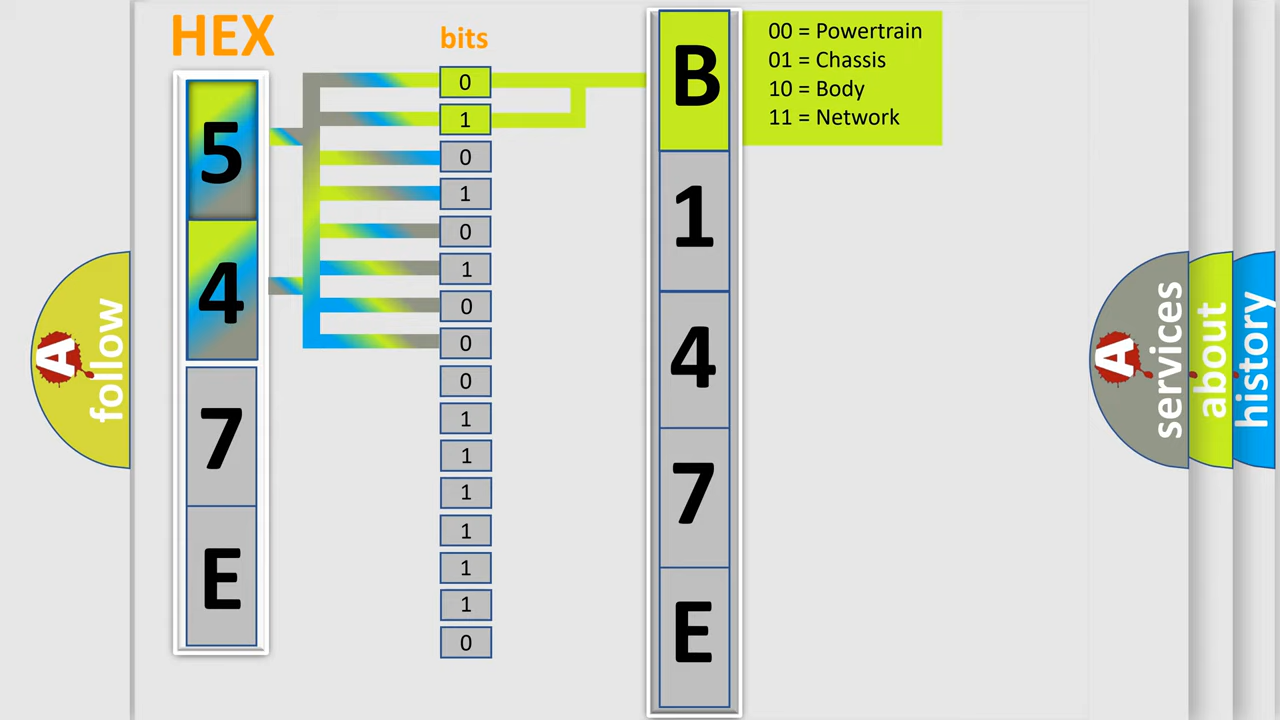 HEX
bits
5
4
7
E
0
1
0
1
0
1
0
0
0
1
1
1
1
1
1
0
B
1
4
7
E
00 = Powertrain
01 = Chassis
10 = Body
11 = Network
A
follow
A
services
about
history